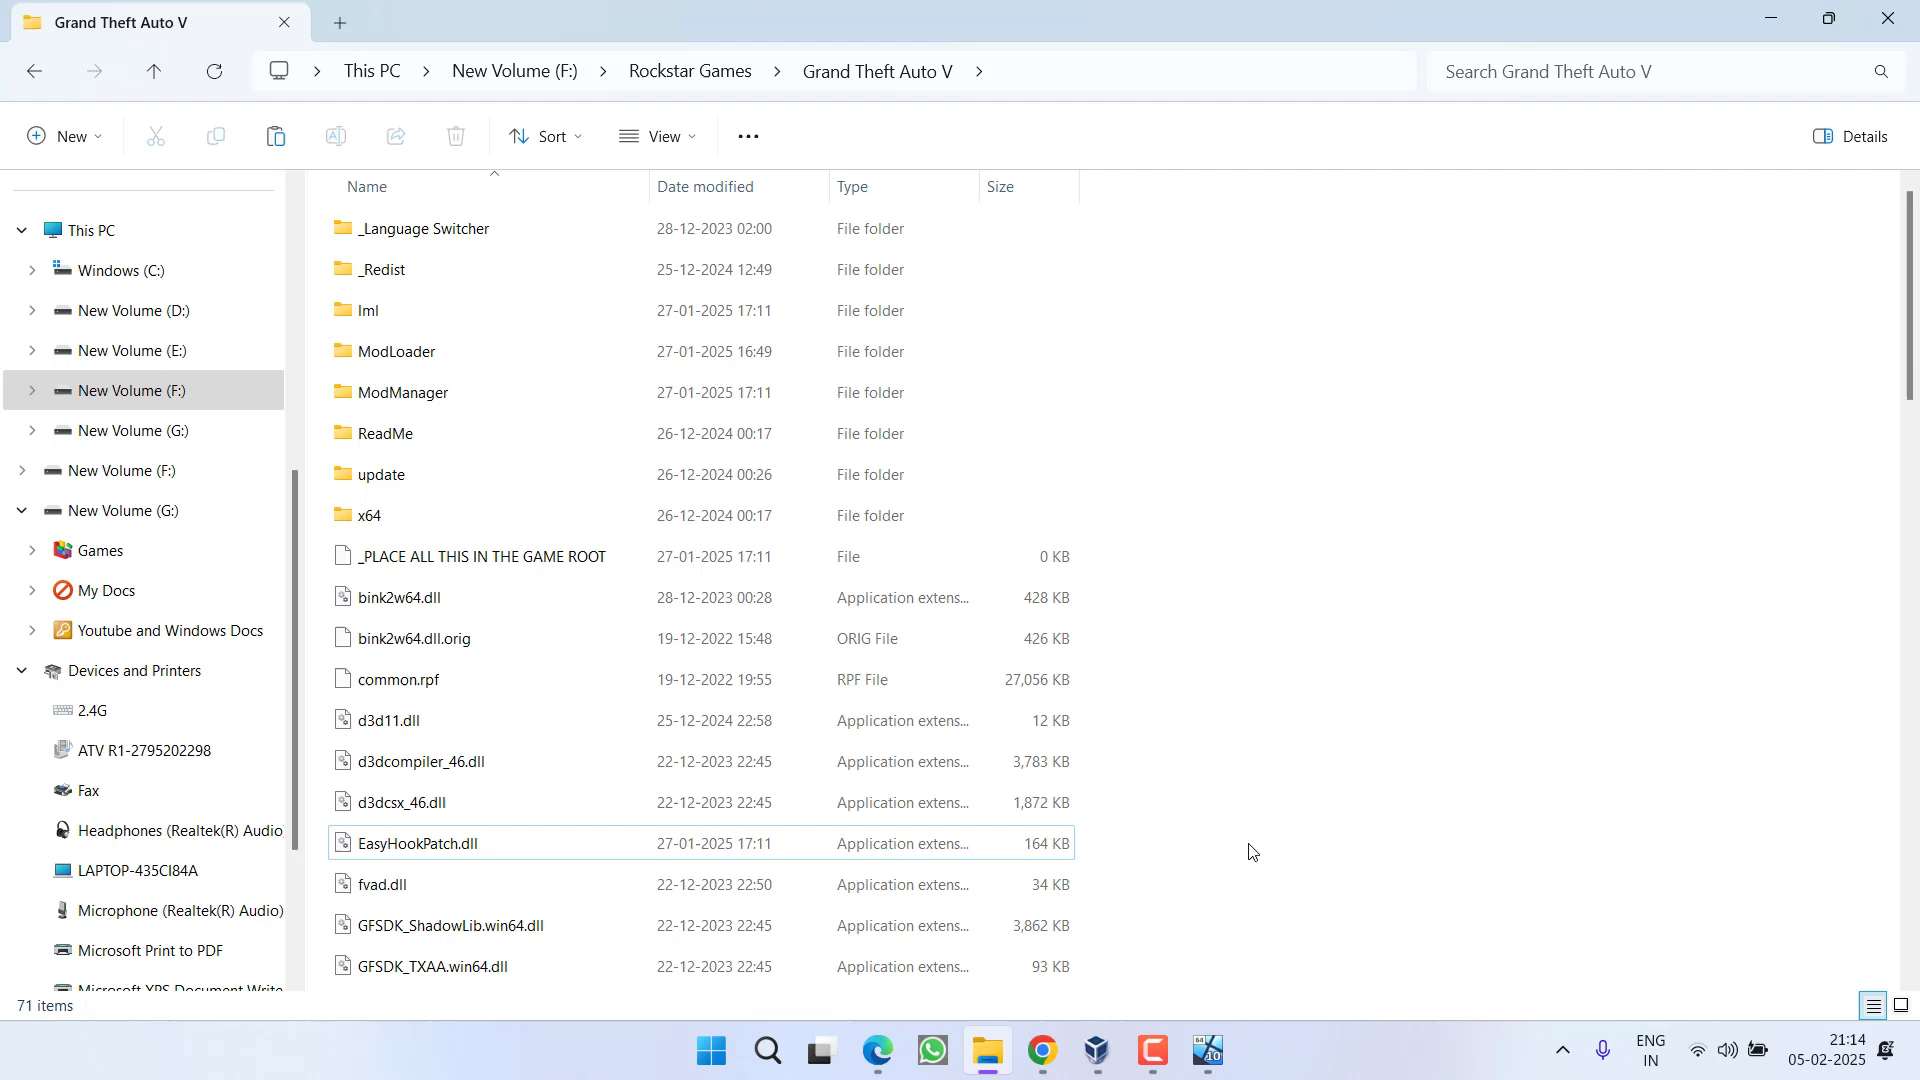 Grand Theft Auto V
This PC
New Volume (F:)
Rockstar Games
Grand Theft Auto V
Search Grand Theft Auto V
New
Sort
View
Details
This PC
Windows (C:)
New Volume (D:)
New Volume (E:)
New Volume (F:)
New Volume (G:)
New Volume (F:)
New Volume (G:)
Games
My Docs
Youtube and Windows Docs
Devices and Printers
2.4G
ATV R1-2795202298
Fax
Headphones (Realtek(R) Audio
LAPTOP-435CI84A
Microphone (Realtek(R) Audio)
Microsoft Print to PDF
Microsoft XPS Document Write
Name Date modified Type Size
_Language Switcher 28-12-2023 02:00 File folder
_Redist 25-12-2024 12:49 File folder
lml 27-01-2025 17:11 File folder
ModLoader 27-01-2025 16:49 File folder
ModManager 27-01-2025 17:11 File folder
ReadMe 26-12-2024 00:17 File folder
update 26-12-2024 00:26 File folder
x64 26-12-2024 00:17 File folder
_PLACE ALL THIS IN THE GAME ROOT 27-01-2025 17:11 File 0 KB
bink2w64.dll 28-12-2023 00:28 Application extens... 428 KB
bink2w64.dll.orig 19-12-2022 15:48 ORIG File 426 KB
common.rpf 19-12-2022 19:55 RPF File 27,056 KB
d3d11.dll 25-12-2024 22:58 Application extens... 12 KB
d3dcompiler_46.dll 22-12-2023 22:45 Application extens... 3,783 KB
d3dcsx_46.dll 22-12-2023 22:45 Application extens... 1,872 KB
EasyHookPatch.dll 27-01-2025 17:11 Application extens... 164 KB
fvad.dll 22-12-2023 22:50 Application extens... 34 KB
GFSDK_ShadowLib.win64.dll 22-12-2023 22:45 Application extens... 3,862 KB
GFSDK_TXAA.win64.dll 22-12-2023 22:45 Application extens... 93 KB
71 items
64
10
ENG
IN
21:14
05-02-2025